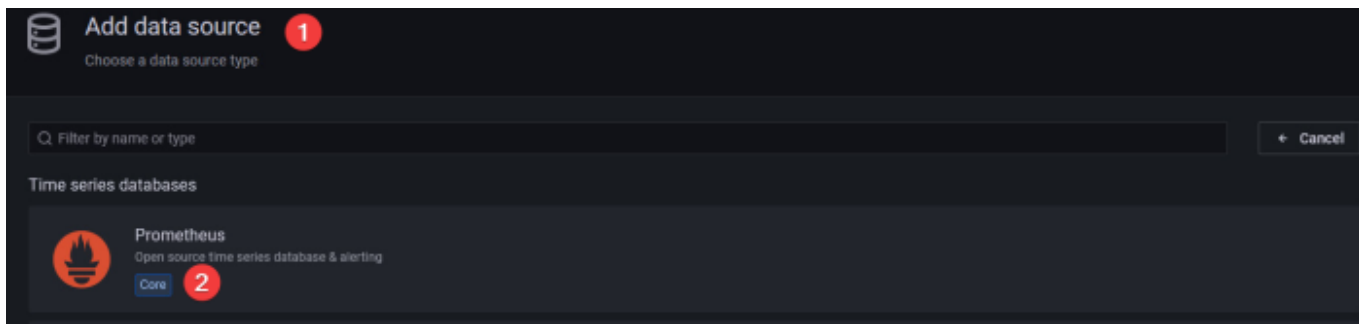 Add data source 1
Choose a data source type
Filter by name or type
← Cancel
Time series databases
Prometheus
Open source time series database & alerting
Core 2